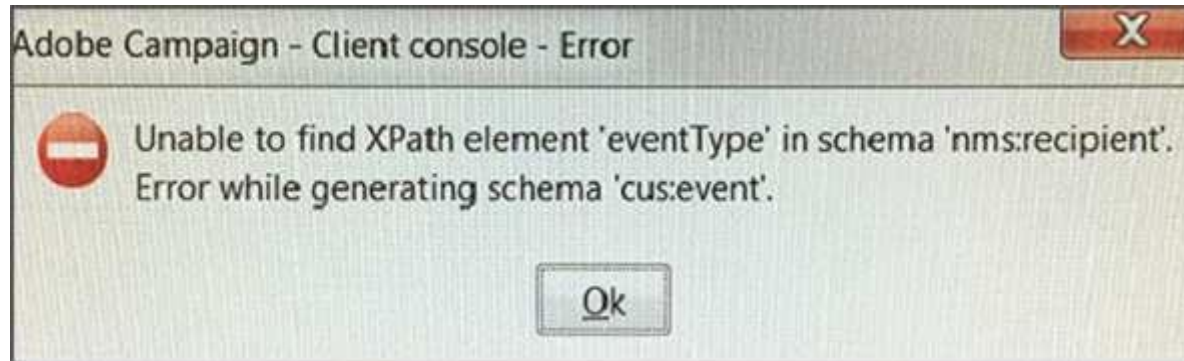 Adobe Campaign - Client console - Error
X
Unable to find XPath element 'eventType' in schema 'nms:recipient'.
Error while generating schema 'cus:event'.
Ok